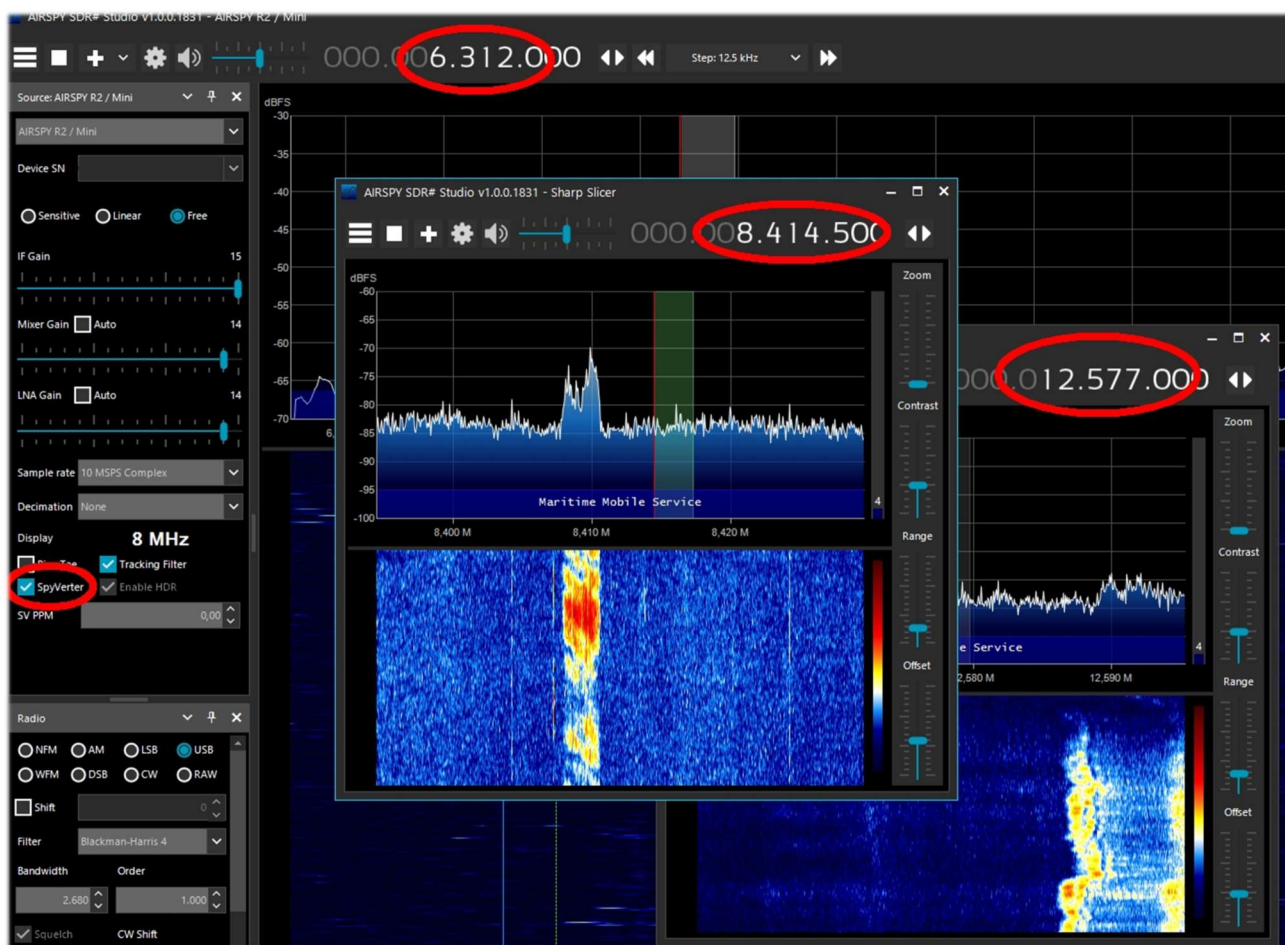 AIRSPY SDR# Studio v1.0.0.1831 - AIRSPY R2 / Mini
000.006.312.000
Step: 12.5 kHz
Source: AIRSPY R2 / Mini
AIRSPY R2 / Mini
Device SN
Sensitive Linear Free
IF Gain 15
Mixer Gain Auto 14
LNA Gain Auto 14
Sample rate 10 MSPS Complex
Decimation None
Display 8 MHz
Tracking Filter
SpyVerter Enable HDR
SV PPM 0,00
Radio
NFM AM LSB USB
WFM DSB CW RAW
Shift 0
Filter Blackman-Harris 4
Bandwidth Order
2.680 1.000
Squelch CW Shift
dBFS
-30
-35
-40
-45
-50
-55
-60
-65
-70
6,
AIRSPY SDR# Studio v1.0.0.1831 - Sharp Slicer
000.008.414.500
dBFS
-60
-65
-70
-75
-80
-85
-90
-95
-100
Maritime Mobile Service
8,400 M 8,410 M 8,420 M
4
Zoom
Contrast
Range
Offset
000.012.577.000
e Service
2,580 M 12,590 M
4
Zoom
Contrast
Range
Offset